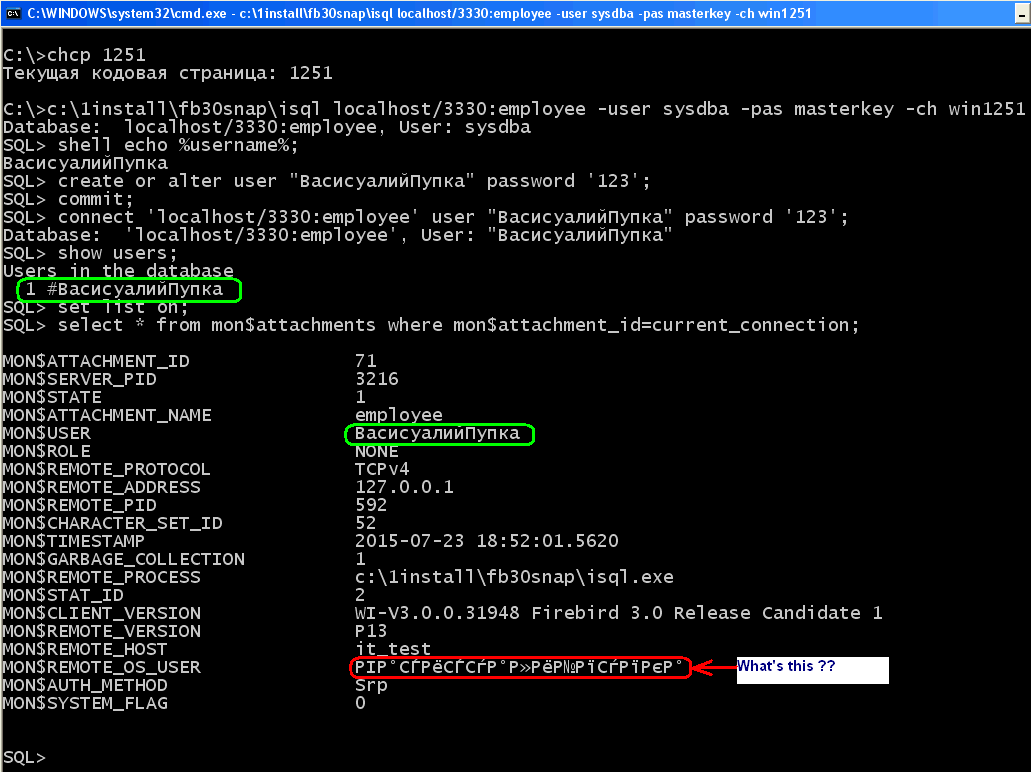 C:\WINDOWS\system32\cmd.exe - c:\1install\fb30snap\isql localhost/3330:employee -user sysdba -pas masterkey -ch win1251
C:\>chcp 1251
Текущая кодовая страница: 1251
C:\>c:\1install\fb30snap\isql localhost/3330:employee -user sysdba -pas masterkey -ch win1251
Database:  localhost/3330:employee, User: sysdba
SQL> shell echo %username%;
ВасисуалийПупка
SQL> create or alter user "ВасисуалийПупка" password '123';
SQL> commit;
SQL> connect 'localhost/3330:employee' user "ВасисуалийПупка" password '123';
Database:  'localhost/3330:employee', User: "ВасисуалийПупка"
SQL> show users;
Users in the database
1 #ВасисуалийПупка
SQL> set list on;
SQL> select * from mon$attachments where mon$attachment_id=current_connection;
MON$ATTACHMENT_ID 71
MON$SERVER_PID 3216
MON$STATE 1
MON$ATTACHMENT_NAME employee
MON$USER ВасисуалийПупка
MON$ROLE NONE
MON$REMOTE_PROTOCOL TCPv4
MON$REMOTE_ADDRESS 127.0.0.1
MON$REMOTE_PID 592
MON$CHARACTER_SET_ID 52
MON$TIMESTAMP 2015-07-23 18:52:01.5620
MON$GARBAGE_COLLECTION 1
MON$REMOTE_PROCESS c:\1install\fb30snap\isql.exe
MON$STAT_ID 2
MON$CLIENT_VERSION WI-V3.0.0.31948 Firebird 3.0 Release Candidate 1
MON$REMOTE_VERSION P13
MON$REMOTE_HOST it_test
MON$REMOTE_OS_USER РІР°СЃРёСЃСѓР°Р»РёР№РїСѓРїРєР° What's this ??
MON$AUTH_METHOD Srp
MON$SYSTEM_FLAG 0
SQL>